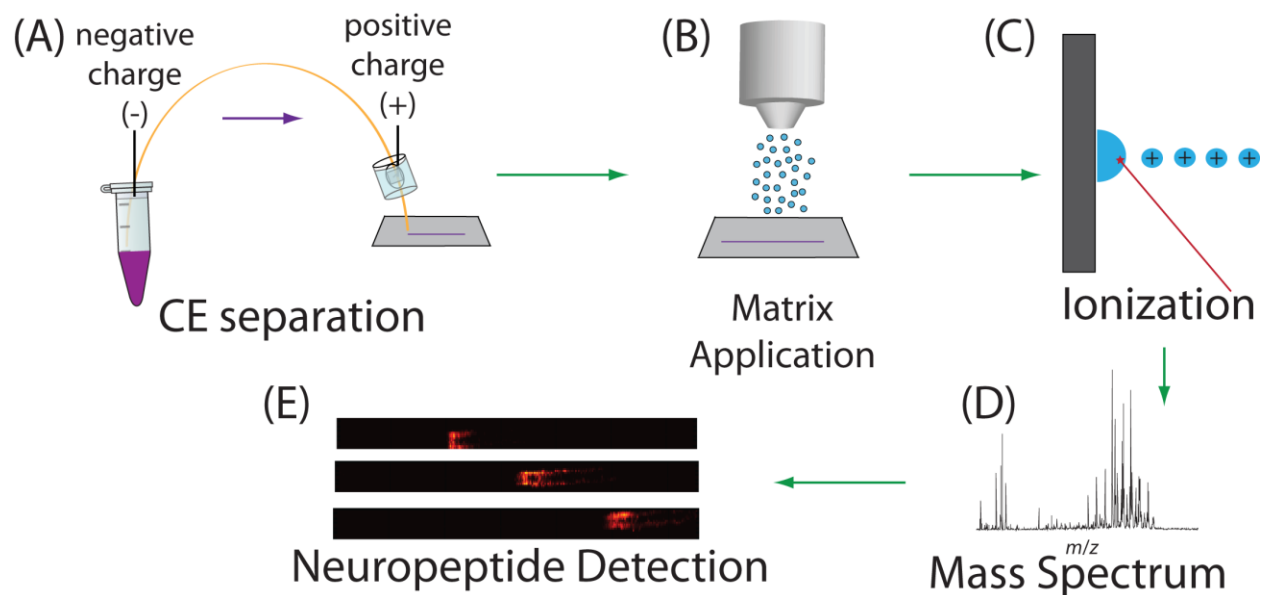 (A)
negative
charge
(-)
positive
charge
(+)
CE separation
(B)
Matrix
Application
(C)
+ + + +
Ionization
(D)
m/z
Mass Spectrum
(E)
Neuropeptide Detection